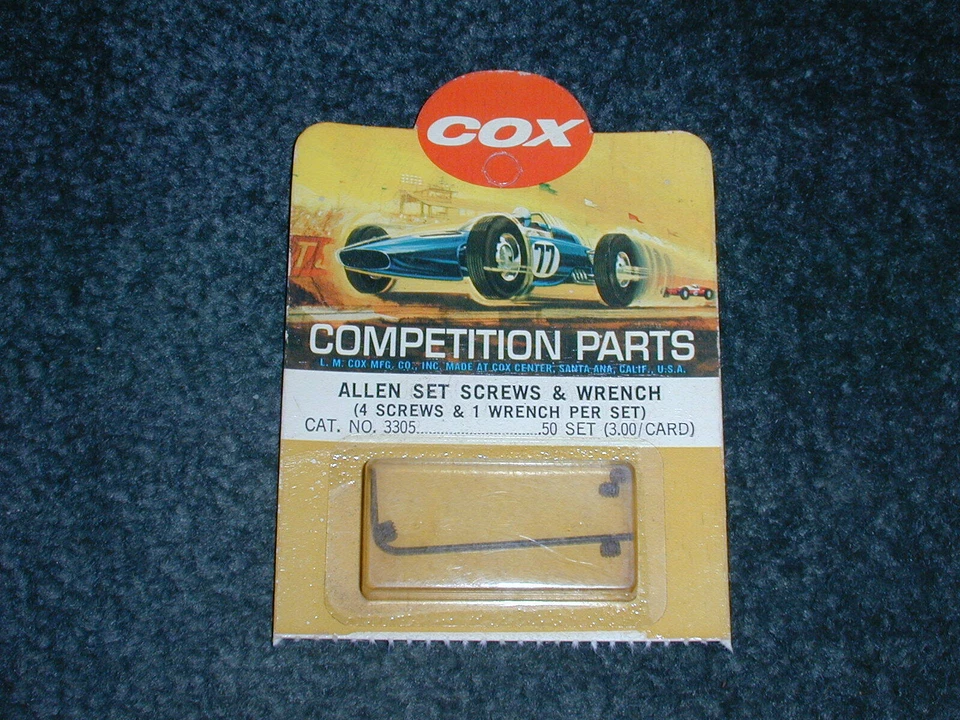 COX
77
COMPETITION PARTS
L. M. COX MFG. CO., INC. MADE AT COX CENTER, SANTA ANA, CALIF., U.S.A.
ALLEN SET SCREWS & WRENCH
(4 SCREWS & 1 WRENCH PER SET)
CAT. NO. 3305..............................50 SET (3.00/CARD)